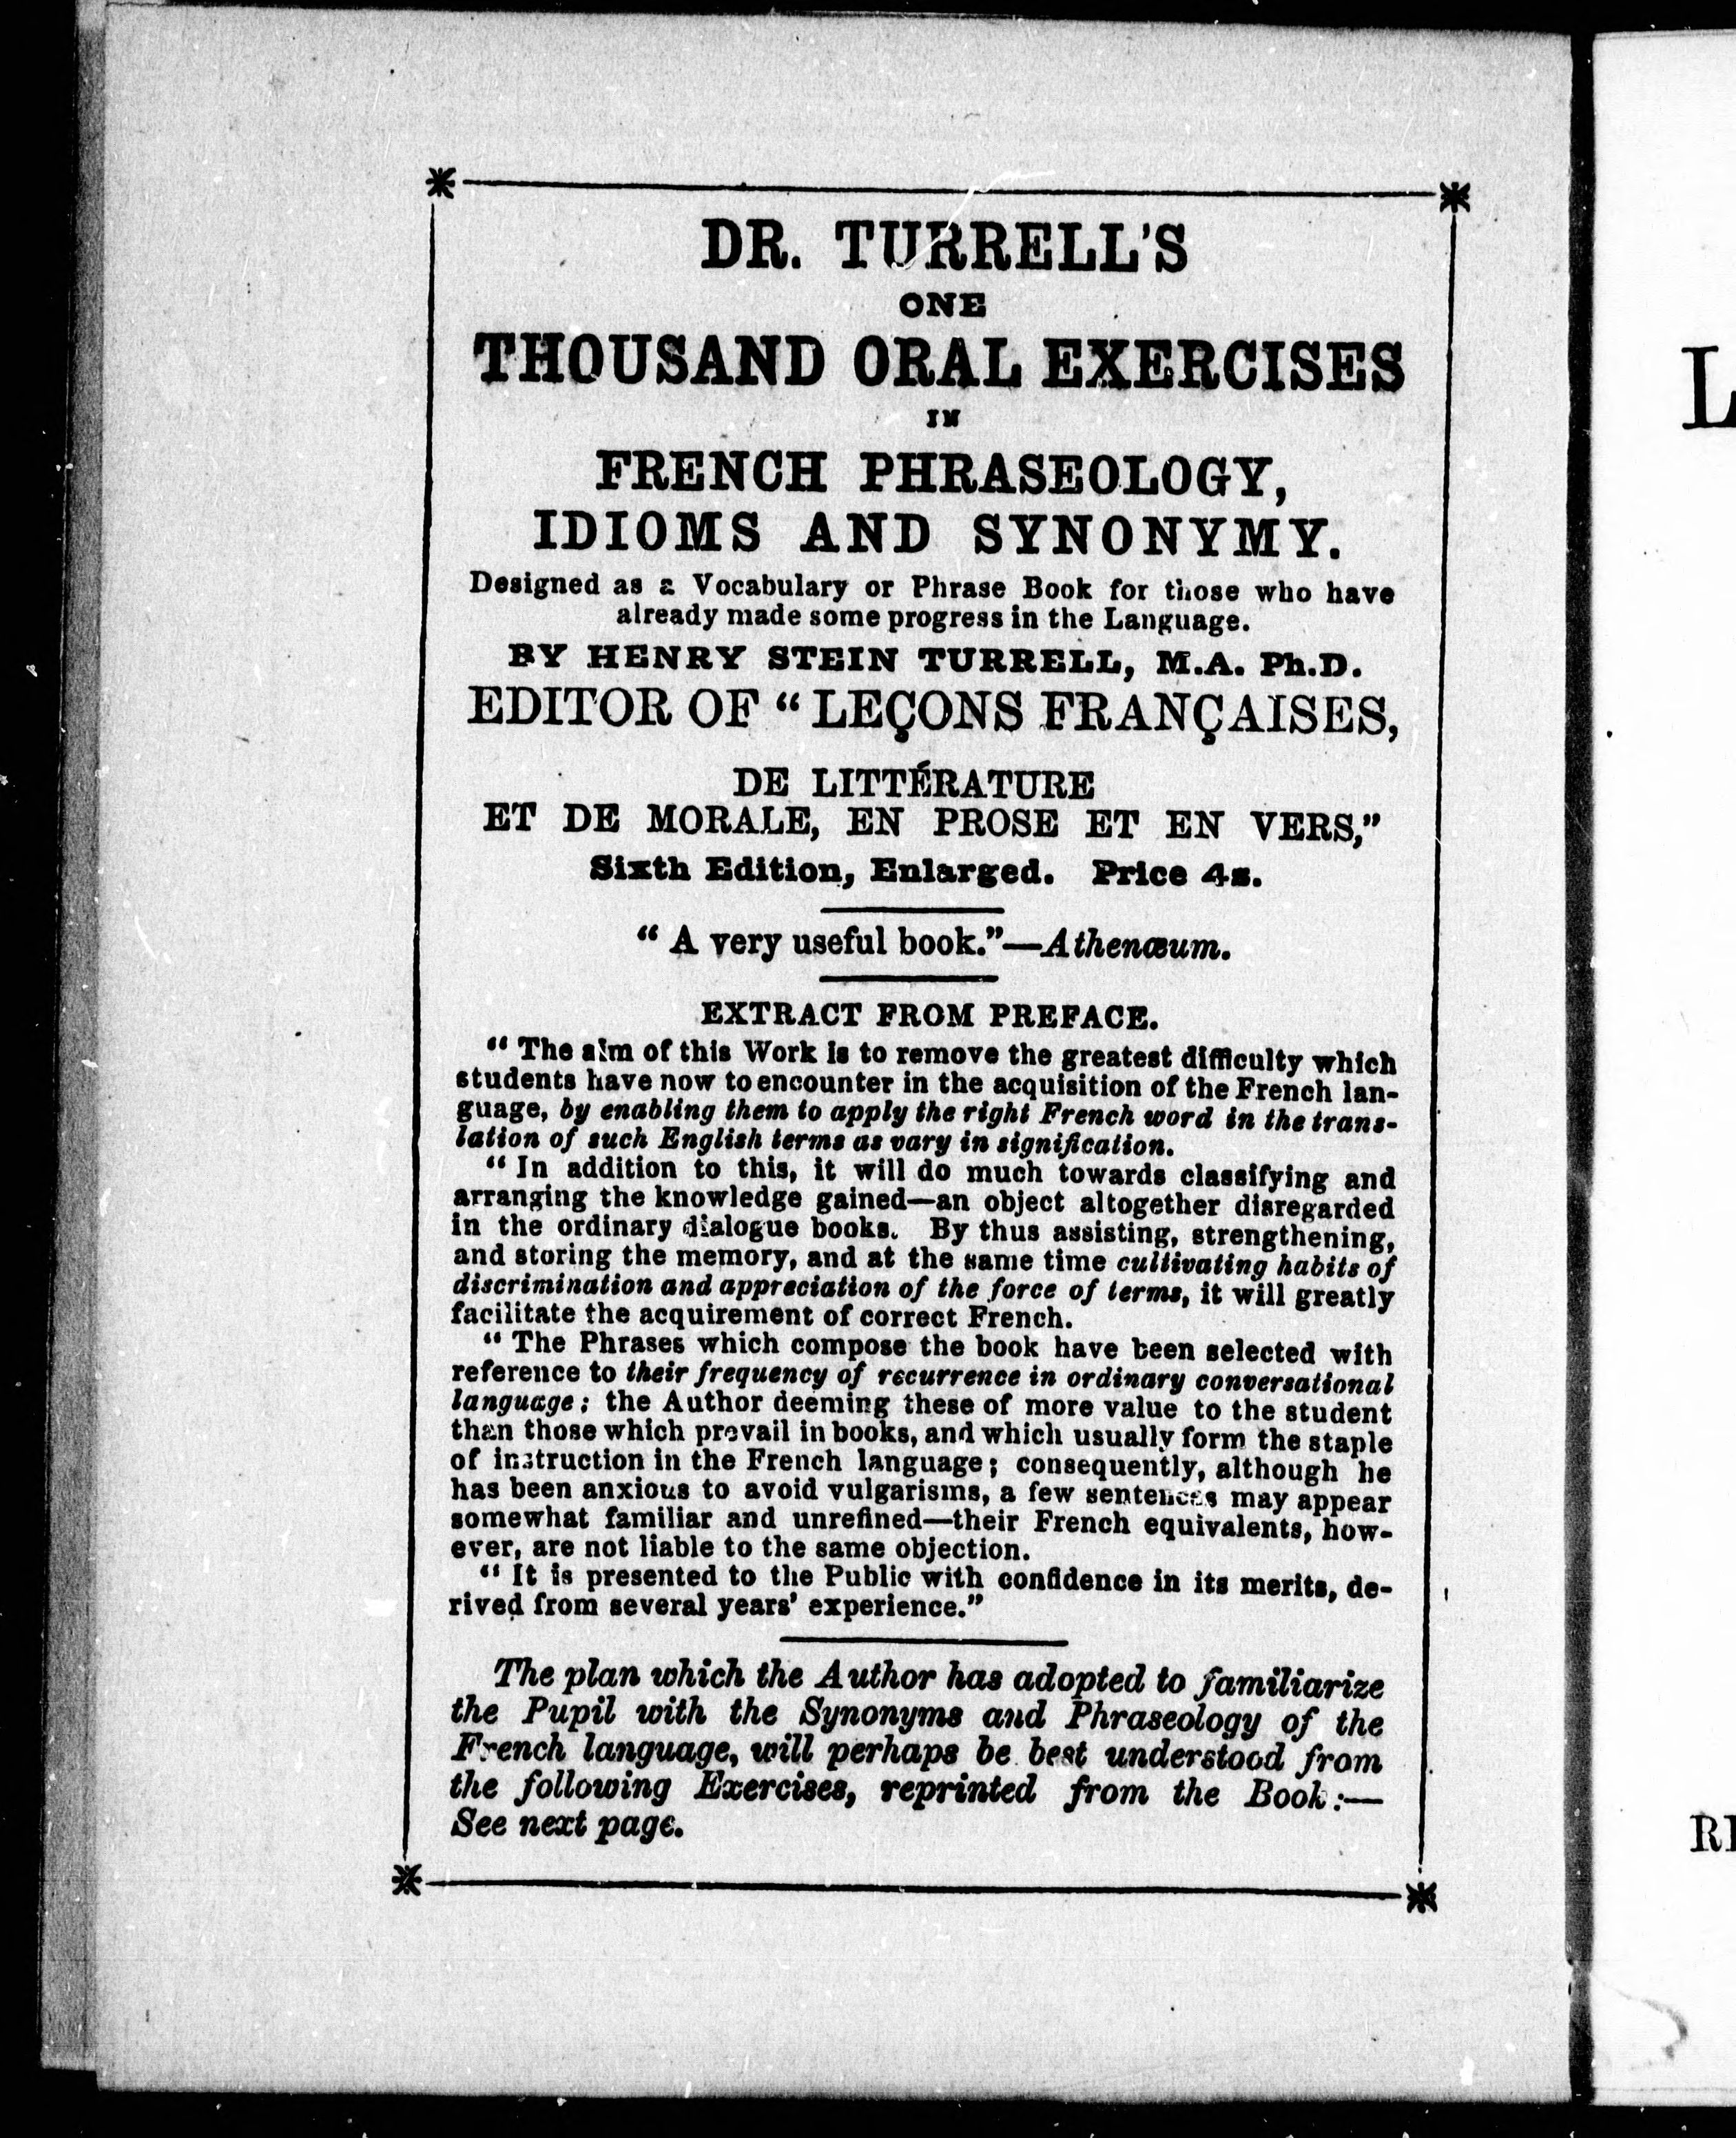 DR. TURRELL'S
ONE
THOUSAND ORAL EXERCISES
IN
FRENCH PHRASEOLOGY,
IDIOMS AND SYNONYMY.
Designed as a Vocabulary or Phrase Book for those who have
already made some progress in the Language.
BY HENRY STEIN TURRELL, M.A. Ph.D.
EDITOR OF “LEÇONS FRANÇAISES,
DE LITTÉRATURE
ET DE MORALE, EN PROSE ET EN VERS,”
Sixth Edition, Enlarged. Price 4s.
“A very useful book.”—Athenæum.
EXTRACT FROM PREFACE.
“The aim of this Work is to remove the greatest difficulty which
students have now to encounter in the acquisition of the French lan-
guage, by enabling them to apply the right French word in the trans-
lation of such English terms as vary in signification.
“In addition to this, it will do much towards classifying and
arranging the knowledge gained—an object altogether disregarded
in the ordinary dialogue books. By thus assisting, strengthening,
and storing the memory, and at the same time cultivating habits of
discrimination and appreciation of the force of terms, it will greatly
facilitate the acquirement of correct French.
“The Phrases which compose the book have been selected with
reference to their frequency of recurrence in ordinary conversational
language; the Author deeming these of more value to the student
than those which prevail in books, and which usually form the staple
of instruction in the French language; consequently, although he
has been anxious to avoid vulgarisms, a few sentences may appear
somewhat familiar and unrefined—their French equivalents, how-
ever, are not liable to the same objection.
“It is presented to the Public with confidence in its merits, de-
rived from several years' experience.”
The plan which the Author has adopted to familiarize
the Pupil with the Synonyms and Phraseology of the
French language, will perhaps be best understood from
the following Exercises, reprinted from the Book:—
See next page.
L
RE